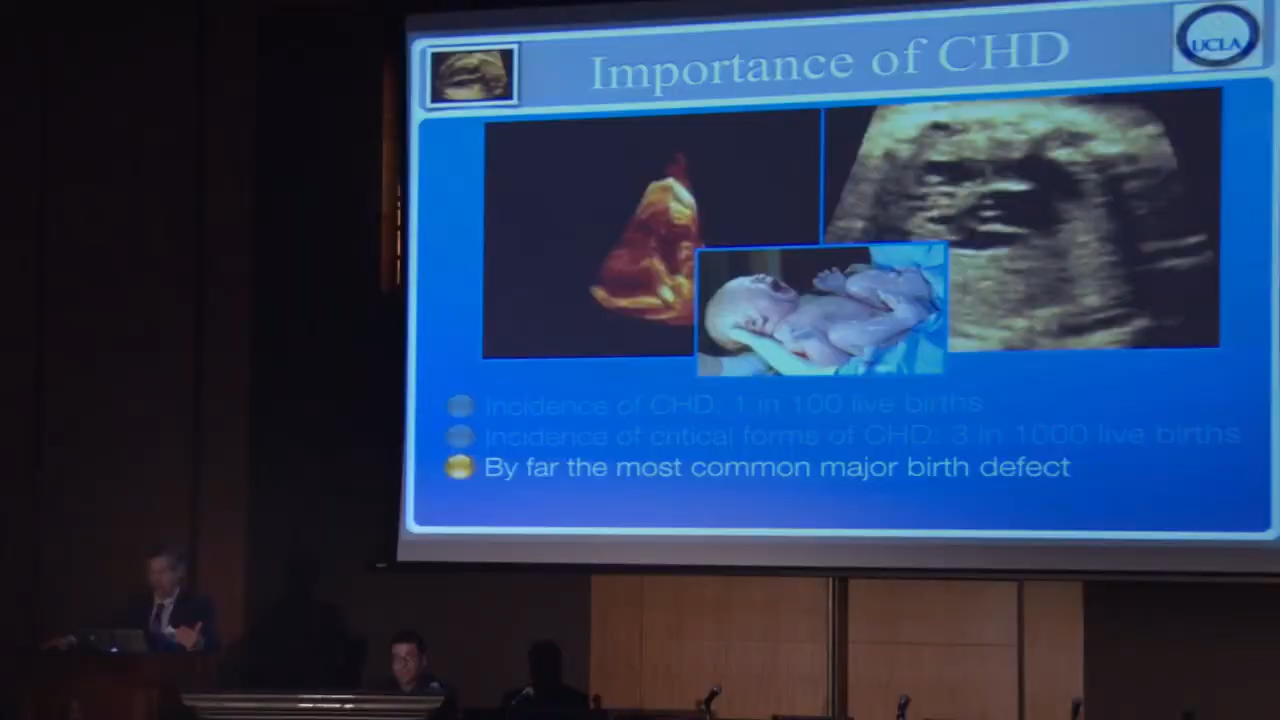 Importance of CHD
UCLA
Incidence of CHD: 1 in 100 live births
Incidence of critical forms of CHD: 3 in 1000 live births
By far the most common major birth defect